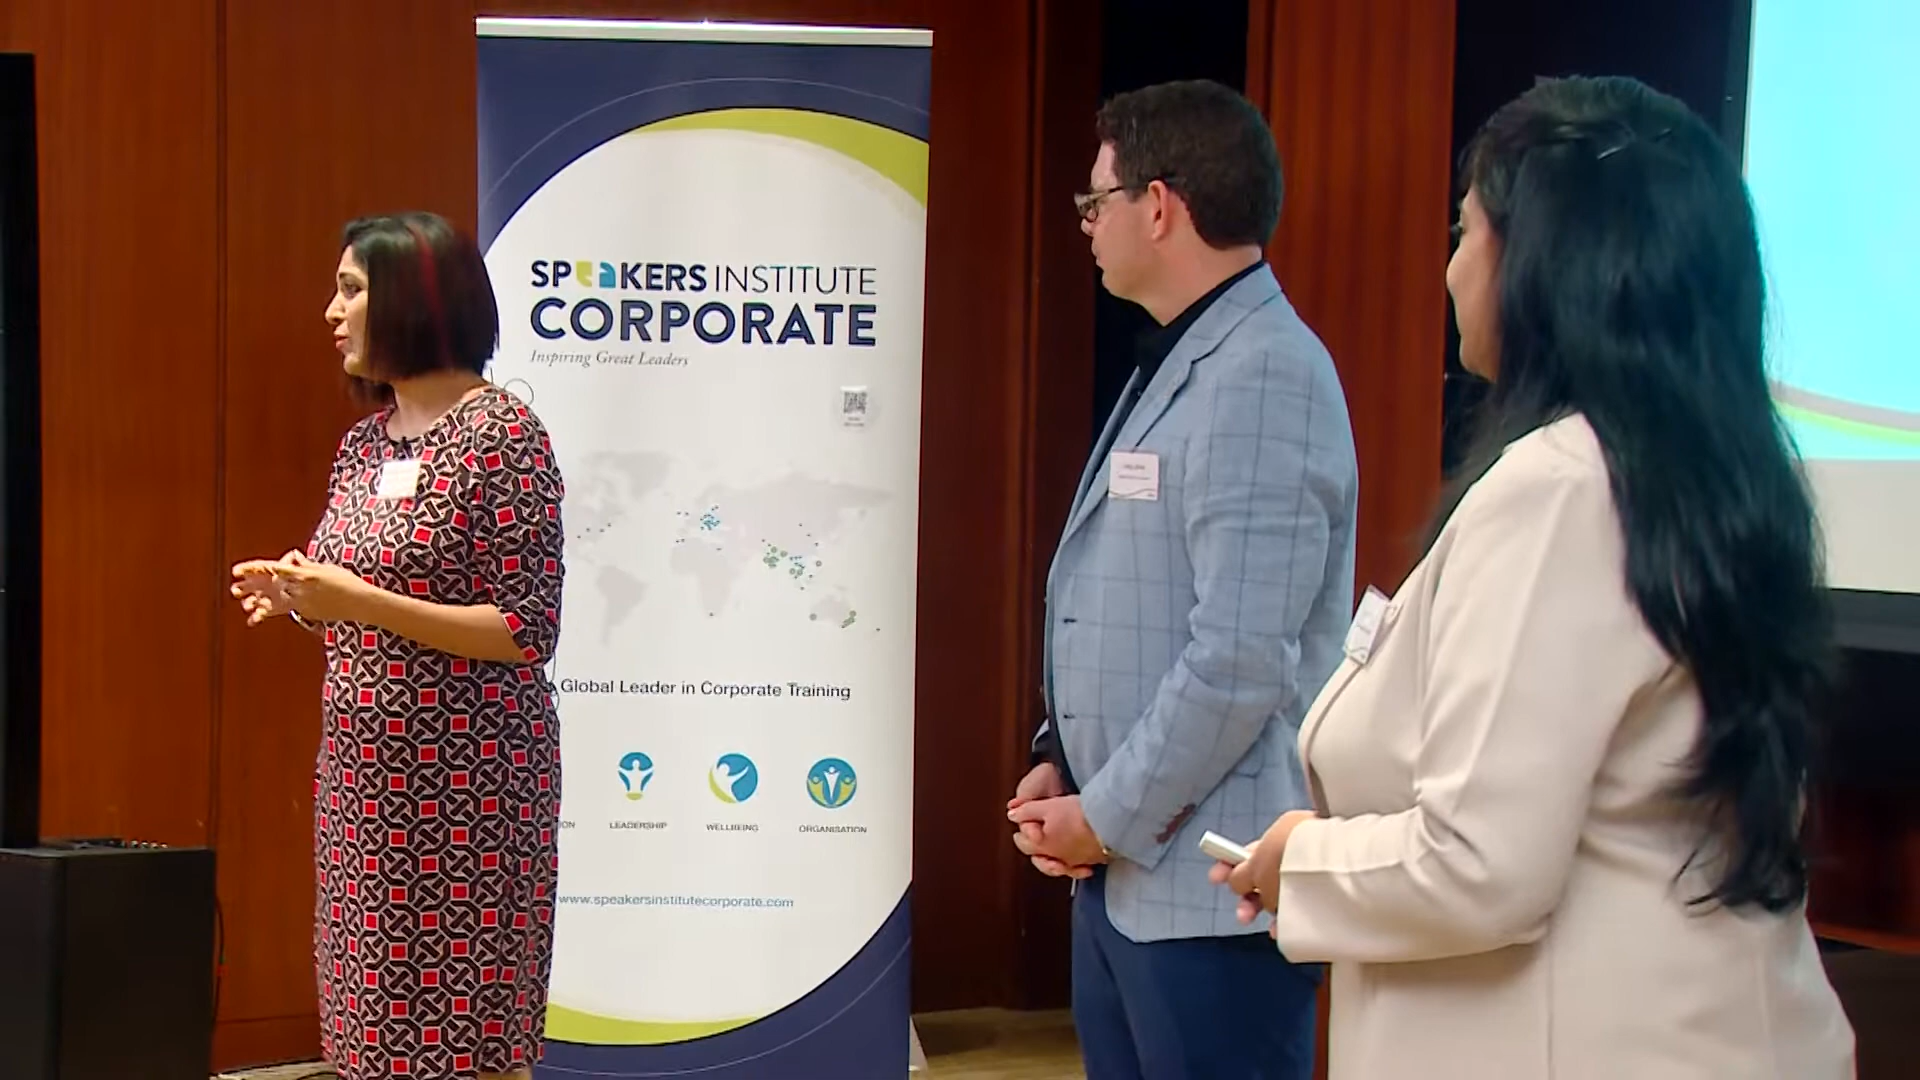 SPEAKERS INSTITUTE
CORPORATE
Inspiring Great Leaders
Global Leader in Corporate Training
LEADERSHIP
WELLBEING
ORGANISATION
www.speakersinstitutecorporate.com